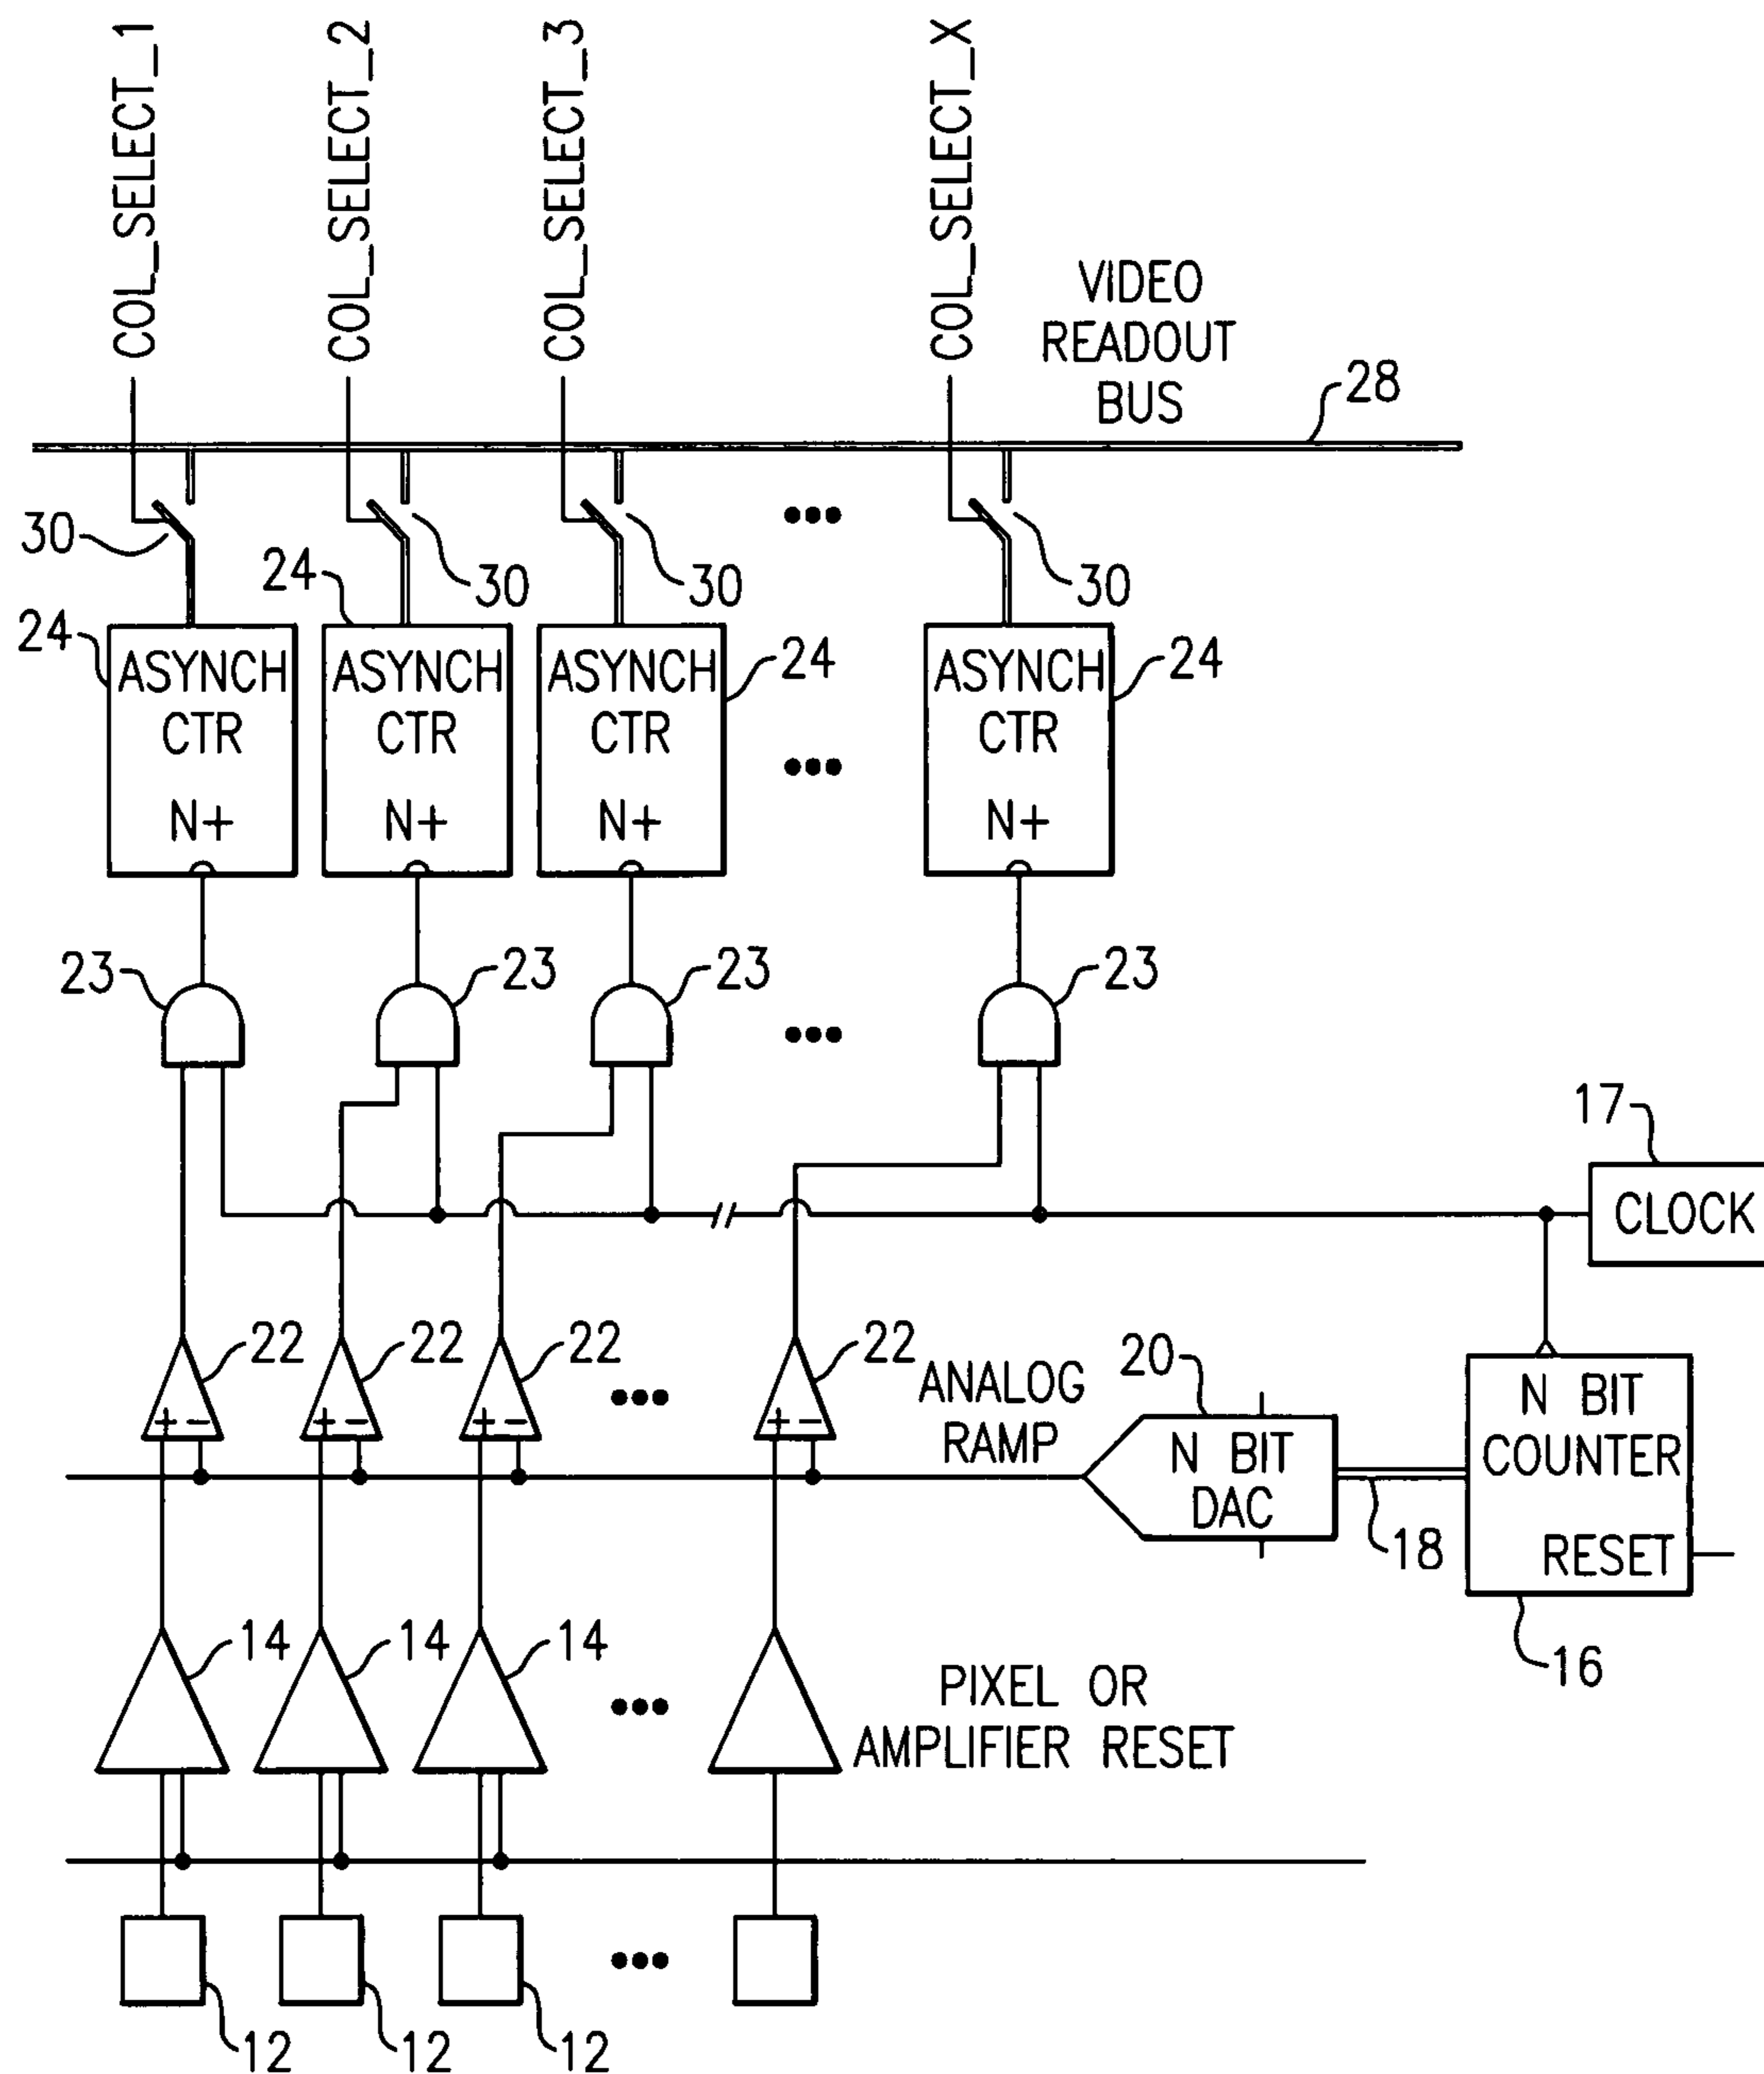 COL_SELECT_1
COL_SELECT_2
COL_SELECT_3
COL_SELECT_X
VIDEO
READOUT
BUS
28
30
30
30
30
24
24
24
24
ASYNCH
CTR
N+
ASYNCH
CTR
N+
ASYNCH
CTR
N+
ASYNCH
CTR
N+
23
23
23
23
17
CLOCK
22
22
22
22
+ −
+ −
+ −
+ −
ANALOG
RAMP
20
N BIT
DAC
18
N BIT
COUNTER
RESET
16
14
14
14
PIXEL OR
AMPLIFIER RESET
12
12
12